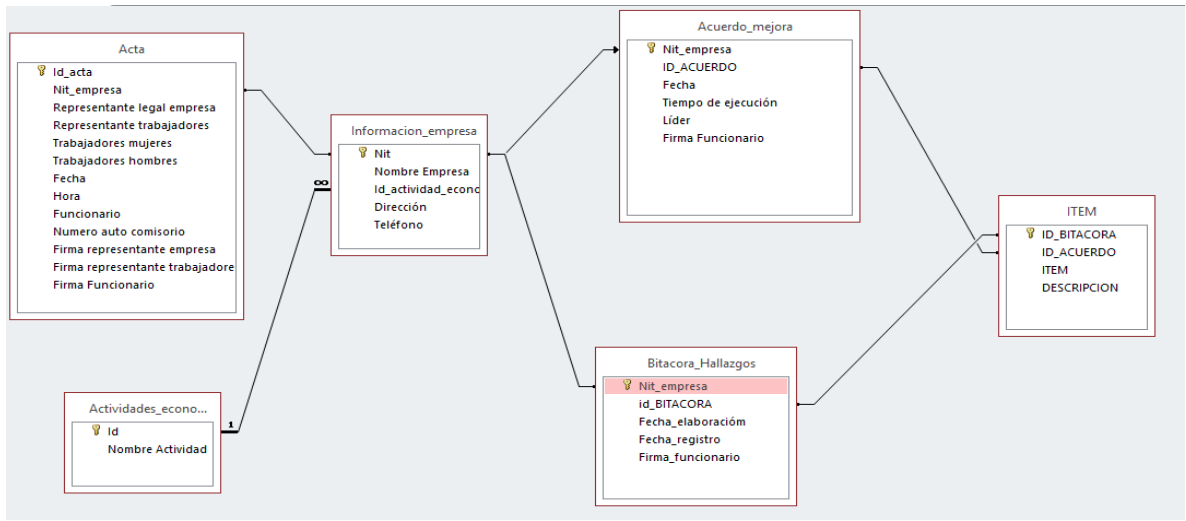 Acta
Id_acta
Nit_empresa
Representante legal empresa
Representante trabajadores
Trabajadores mujeres
Trabajadores hombres
Fecha
Hora
Funcionario
Numero auto comisorio
Firma representante empresa
Firma representante trabajadore
Firma Funcionario
Actividades_econo...
Id
Nombre Actividad
1
∞
Informacion_empresa
Nit
Nombre Empresa
Id_actividad_econo
Dirección
Teléfono
Acuerdo_mejora
Nit_empresa
ID_ACUERDO
Fecha
Tiempo de ejecución
Líder
Firma Funcionario
Bitacora_Hallazgos
Nit_empresa
id_BITACORA
Fecha_elaboracióm
Fecha_registro
Firma_funcionario
ITEM
ID_BITACORA
ID_ACUERDO
ITEM
DESCRIPCION